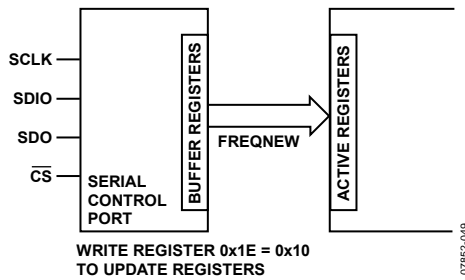 SCLK
SDIO
SDO
CS
SERIAL
CONTROL
PORT
BUFFER REGISTERS
FREQNEW
ACTIVE REGISTERS
WRITE REGISTER 0x1E = 0x10
TO UPDATE REGISTERS